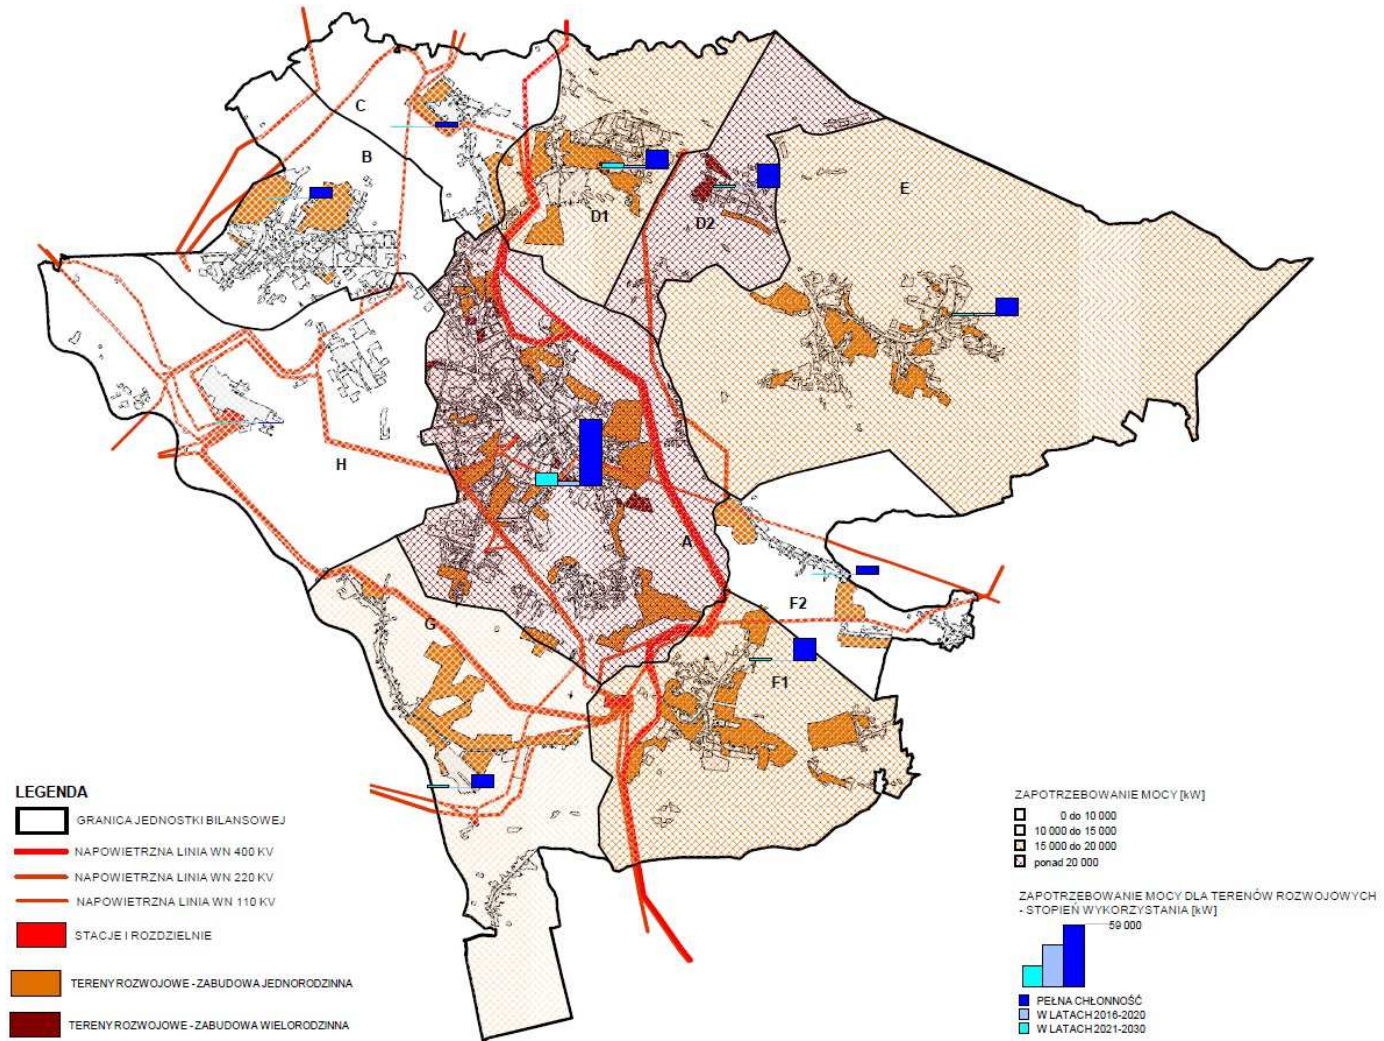 C
B
D1
D2
E
H
A
G
F2
F1
LEGENDA
GRANICA JEDNOSTKI BILANSOWEJ
NAPOWIETRZNA LINIA WN 400 KV
NAPOWIETRZNA LINIA WN 220 KV
NAPOWIETRZNA LINIA WN 110 KV
STACJE I ROZDZIELNIE
TERENY ROZWOJOWE - ZABUDOWA JEDNORODZINNA
TERENY ROZWOJOWE - ZABUDOWA WIELORODZINNA
ZAPOTRZEBOWANIE MOCY [kW]
0 do 10 000
10 000 do 15 000
15 000 do 20 000
ponad 20 000
ZAPOTRZEBOWANIE MOCY DLA TERENÓW ROZWOJOWYCH
- STOPIEŃ WYKORZYSTANIA [kW]
59 000
PEŁNA CHŁONNOŚĆ
W LATACH 2016-2020
W LATACH 2021-2030